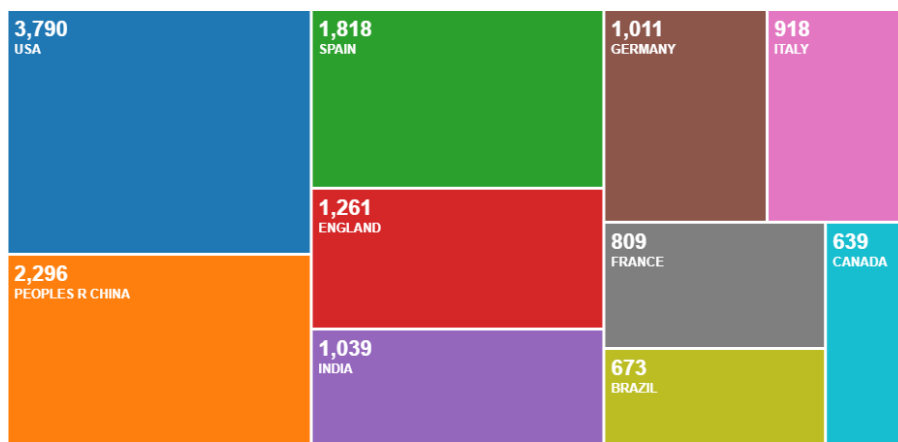 3,790
USA
2,296
PEOPLES R CHINA
1,818
SPAIN
1,261
ENGLAND
1,039
INDIA
1,011
GERMANY
918
ITALY
809
FRANCE
673
BRAZIL
639
CANADA